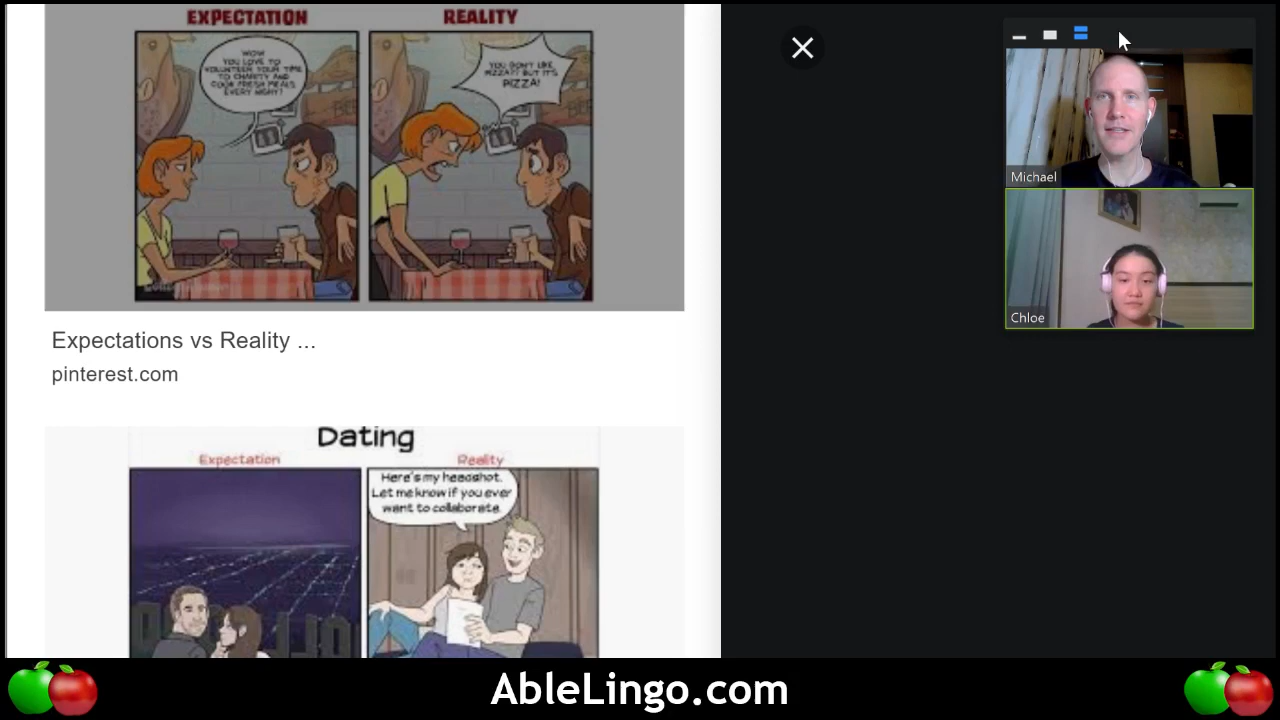 EXPECTATION
REALITY
WOW
YOU LOVE TO
VOLUNTEER YOUR TIME
TO CHARITY AND
COOK FRESH MEALS
EVERY NIGHT?
YOU DON'T LIKE
PIZZA?? BUT IT'S
PIZZA!
Expectations vs Reality ...
pinterest.com
Dating
Expectation
Reality
Here's my headshot.
Let me know if you ever
want to collaborate.
Michael
Chloe
AbleLingo.com